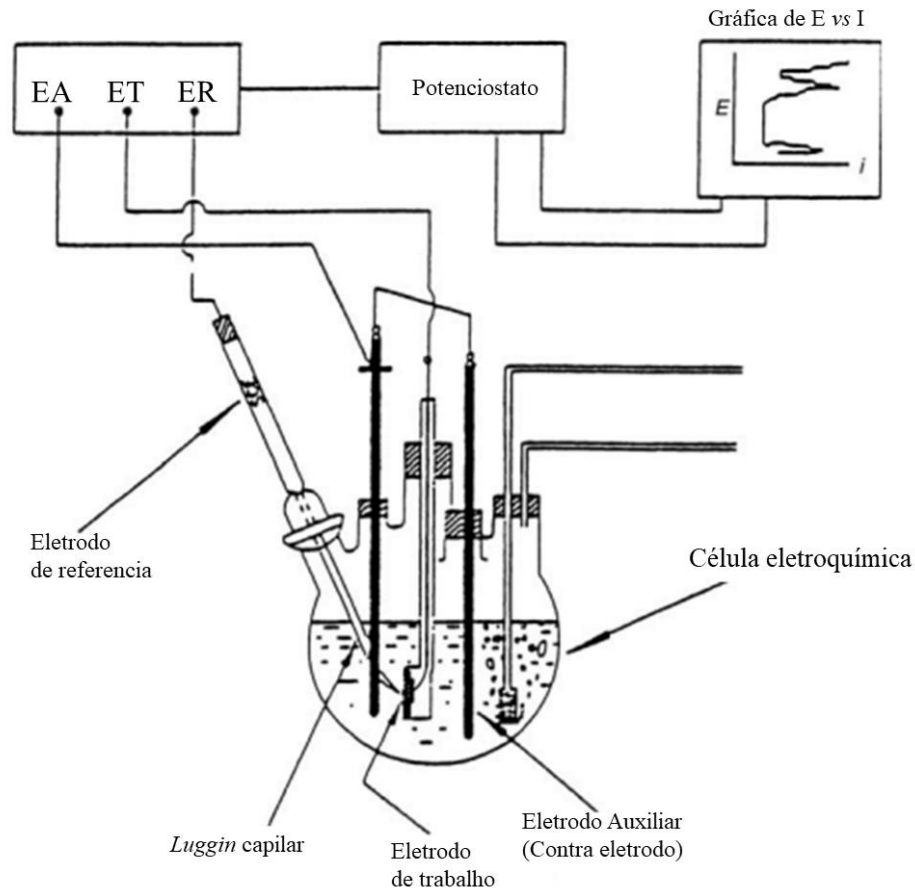 Gráfica de E vs I
EA ET ER
Potenciostato
E
i
Eletrodo
de referencia
Célula eletroquímica
Luggin capilar
Eletrodo
de trabalho
Eletrodo Auxiliar
(Contra eletrodo)